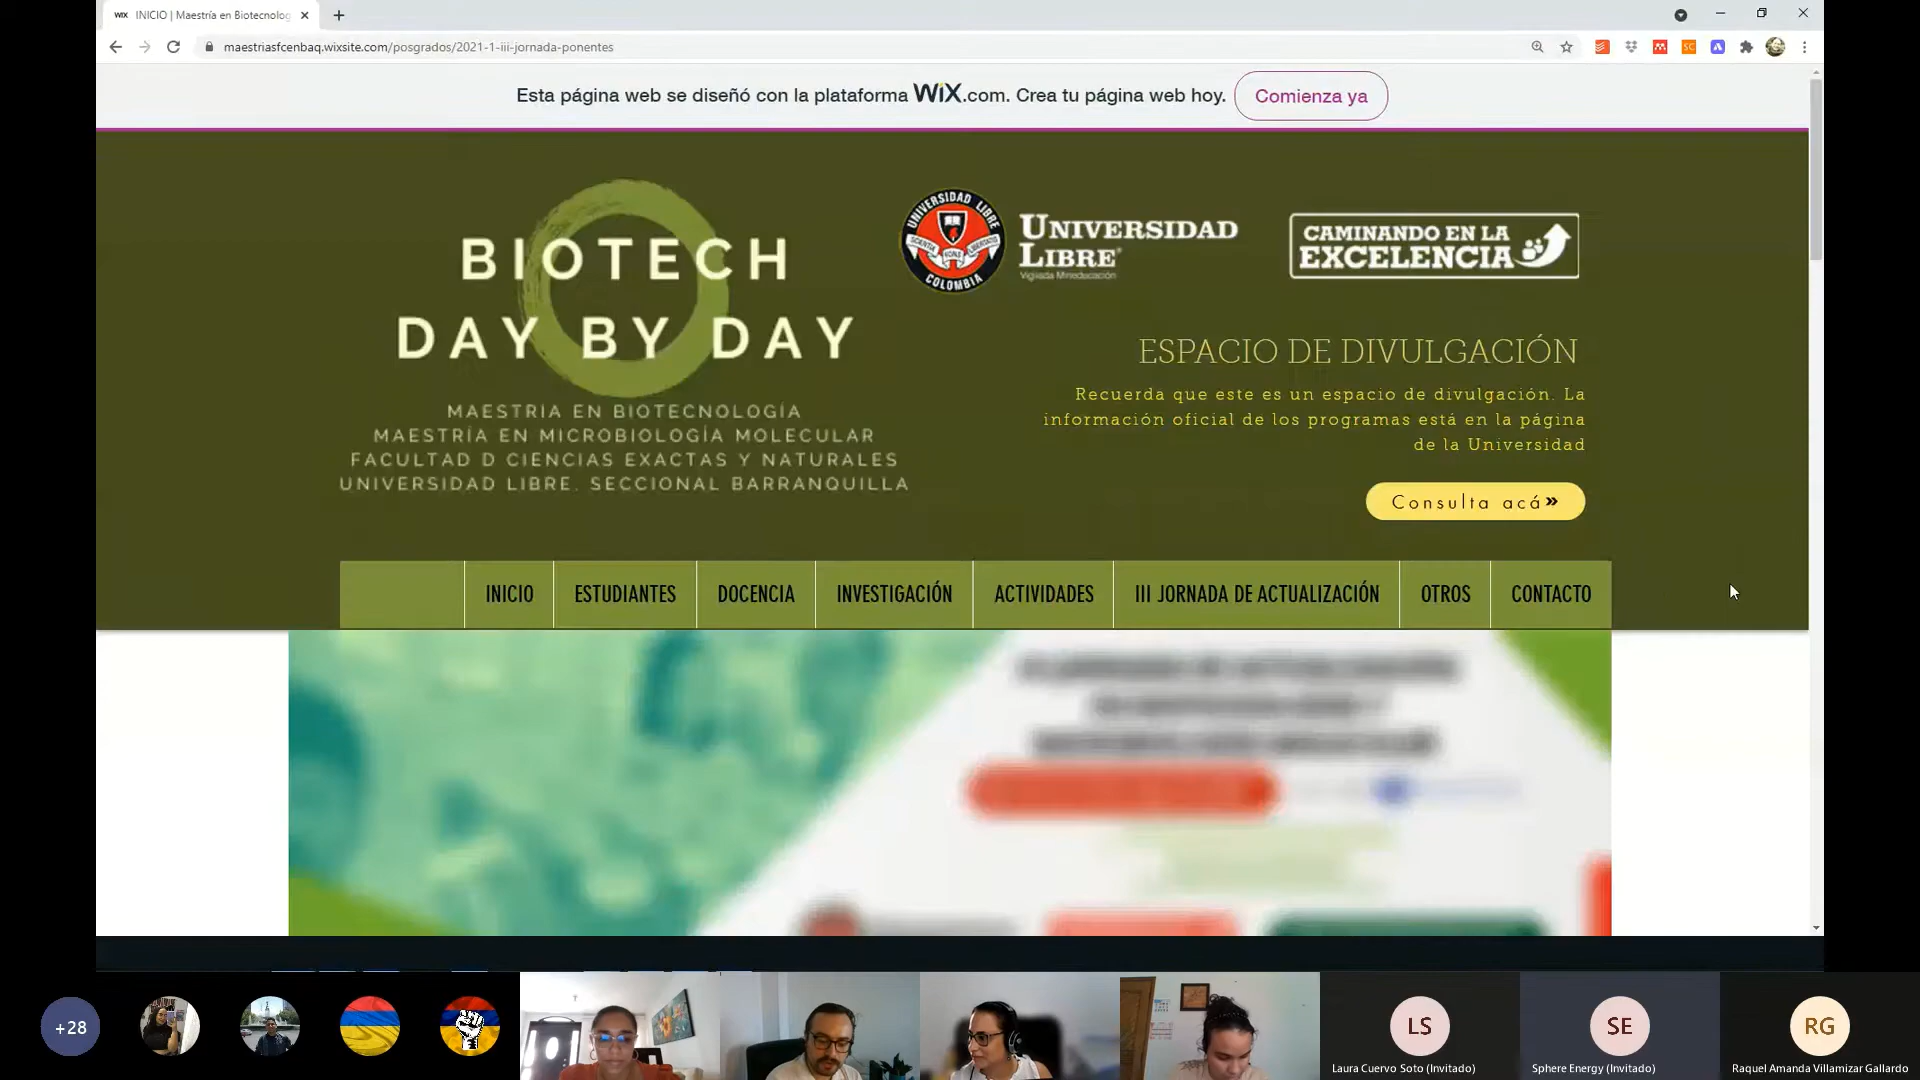 WIX INICIO | Maestría en Biotecnolog
maestriasfcenbaq.wixsite.com/posgrados/2021-1-iii-jornada-ponentes
Esta página web se diseñó con la plataforma WiX.com. Crea tu página web hoy.
Comienza ya
BIOTECH
DAY BY DAY
MAESTRIA EN BIOTECNOLOGÍA
MAESTRÍA EN MICROBIOLOGÍA MOLECULAR
FACULTAD D CIENCIAS EXACTAS Y NATURALES
UNIVERSIDAD LIBRE. SECCIONAL BARRANQUILLA
UNIVERSIDAD LIBRE
COLOMBIA
UNIVERSIDAD
LIBRE®
Vigilada Mineducación
CAMINANDO EN LA
EXCELENCIA
ESPACIO DE DIVULGACIÓN
Recuerda que este es un espacio de divulgación. La
información oficial de los programas está en la página
de la Universidad
Consulta acá»
INICIO
ESTUDIANTES
DOCENCIA
INVESTIGACIÓN
ACTIVIDADES
III JORNADA DE ACTUALIZACIÓN
OTROS
CONTACTO
+28
LS
Laura Cuervo Soto (Invitado)
SE
Sphere Energy (Invitado)
RG
Raquel Amanda Villamizar Gallardo